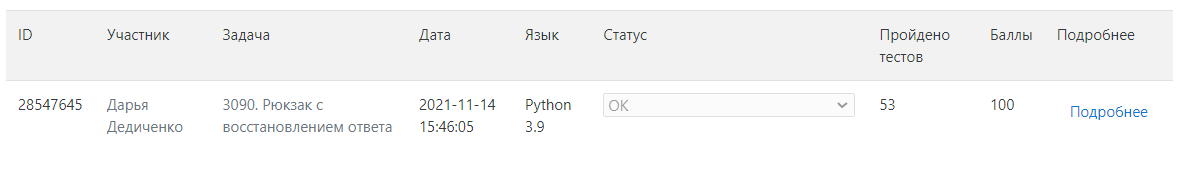 ID Участник Задача Дата Язык Статус Пройдено тестов Баллы Подробнее
28547645 Дарья Дедиченко 3090. Рюкзак с восстановлением ответа 2021-11-14 15:46:05 Python 3.9 OK 53 100 Подробнее